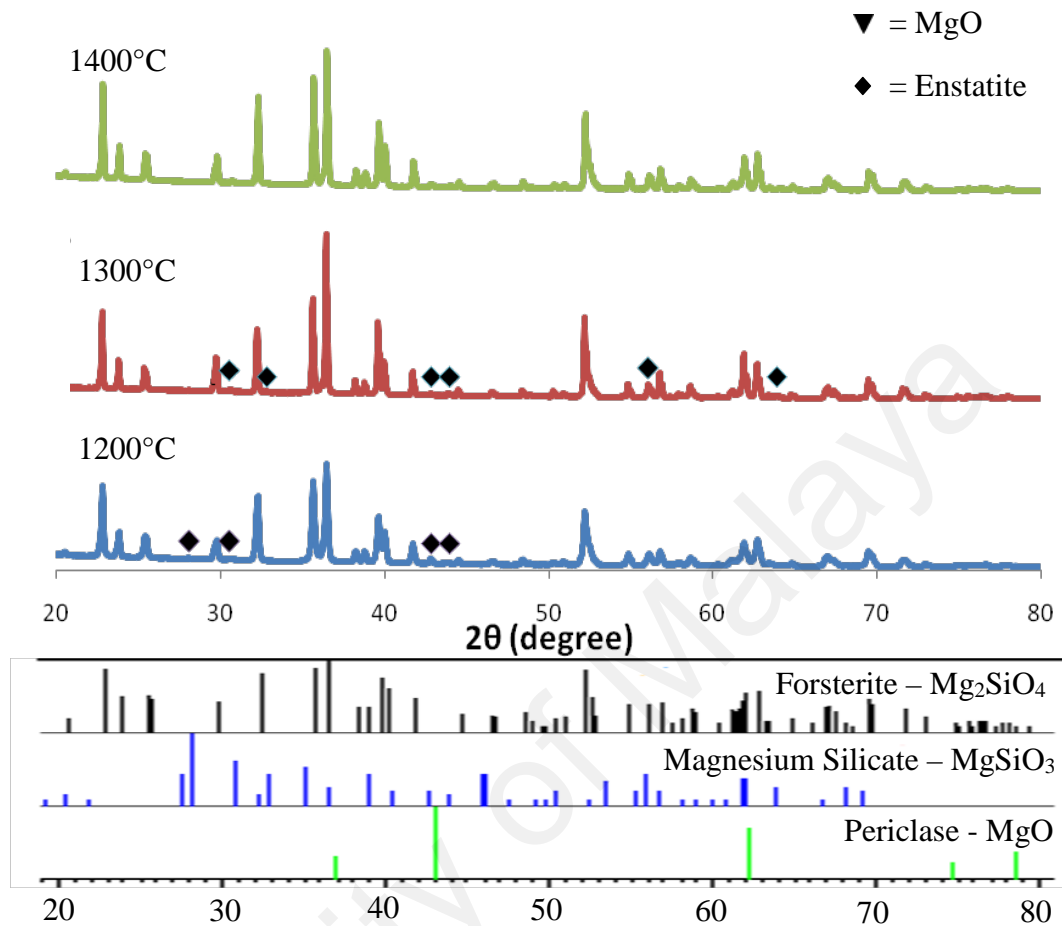 ▼ = MgO
1400°C
◆ = Enstatite
1300°C
1200°C
20 30 40 50 60 70 80
2θ (degree)
Forsterite – Mg₂SiO₄
Magnesium Silicate – MgSiO₃
Periclase - MgO
20 30 40 50 60 70 80
ity of Malaya